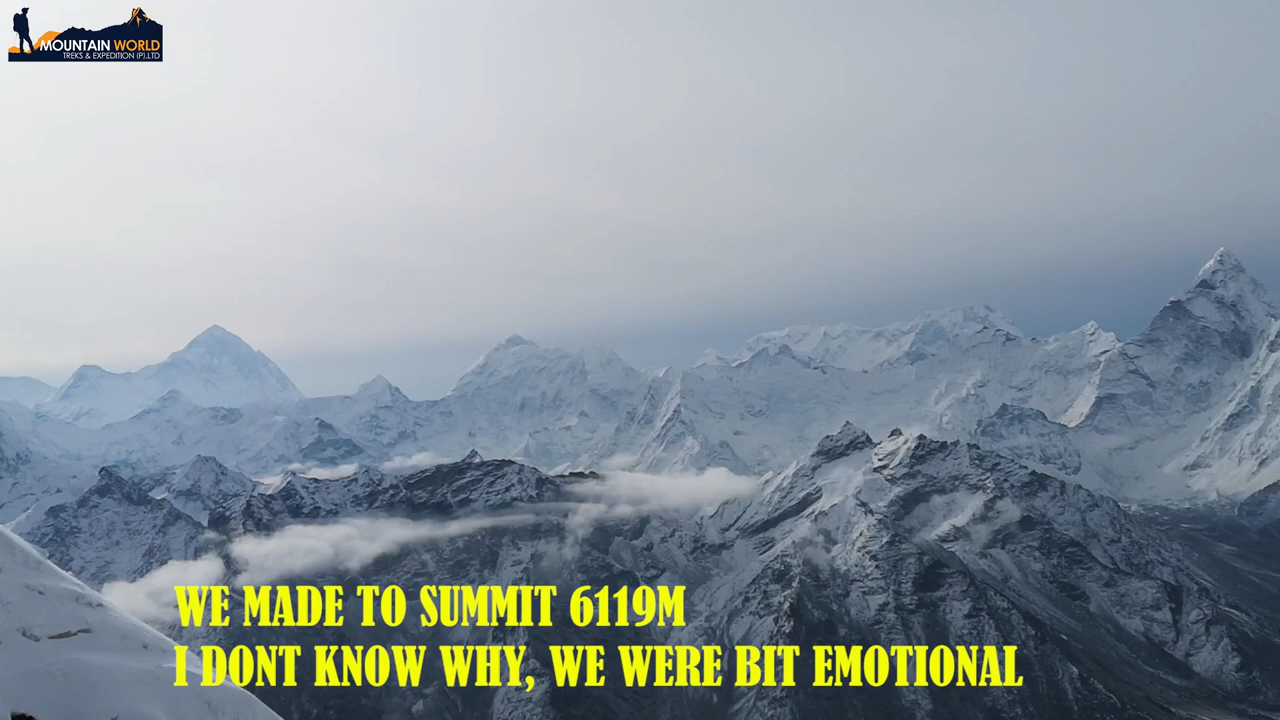 MOUNTAIN WORLD
TREKS & EXPEDITION (P).LTD
WE MADE TO SUMMIT 6119M
I DONT KNOW WHY, WE WERE BIT EMOTIONAL